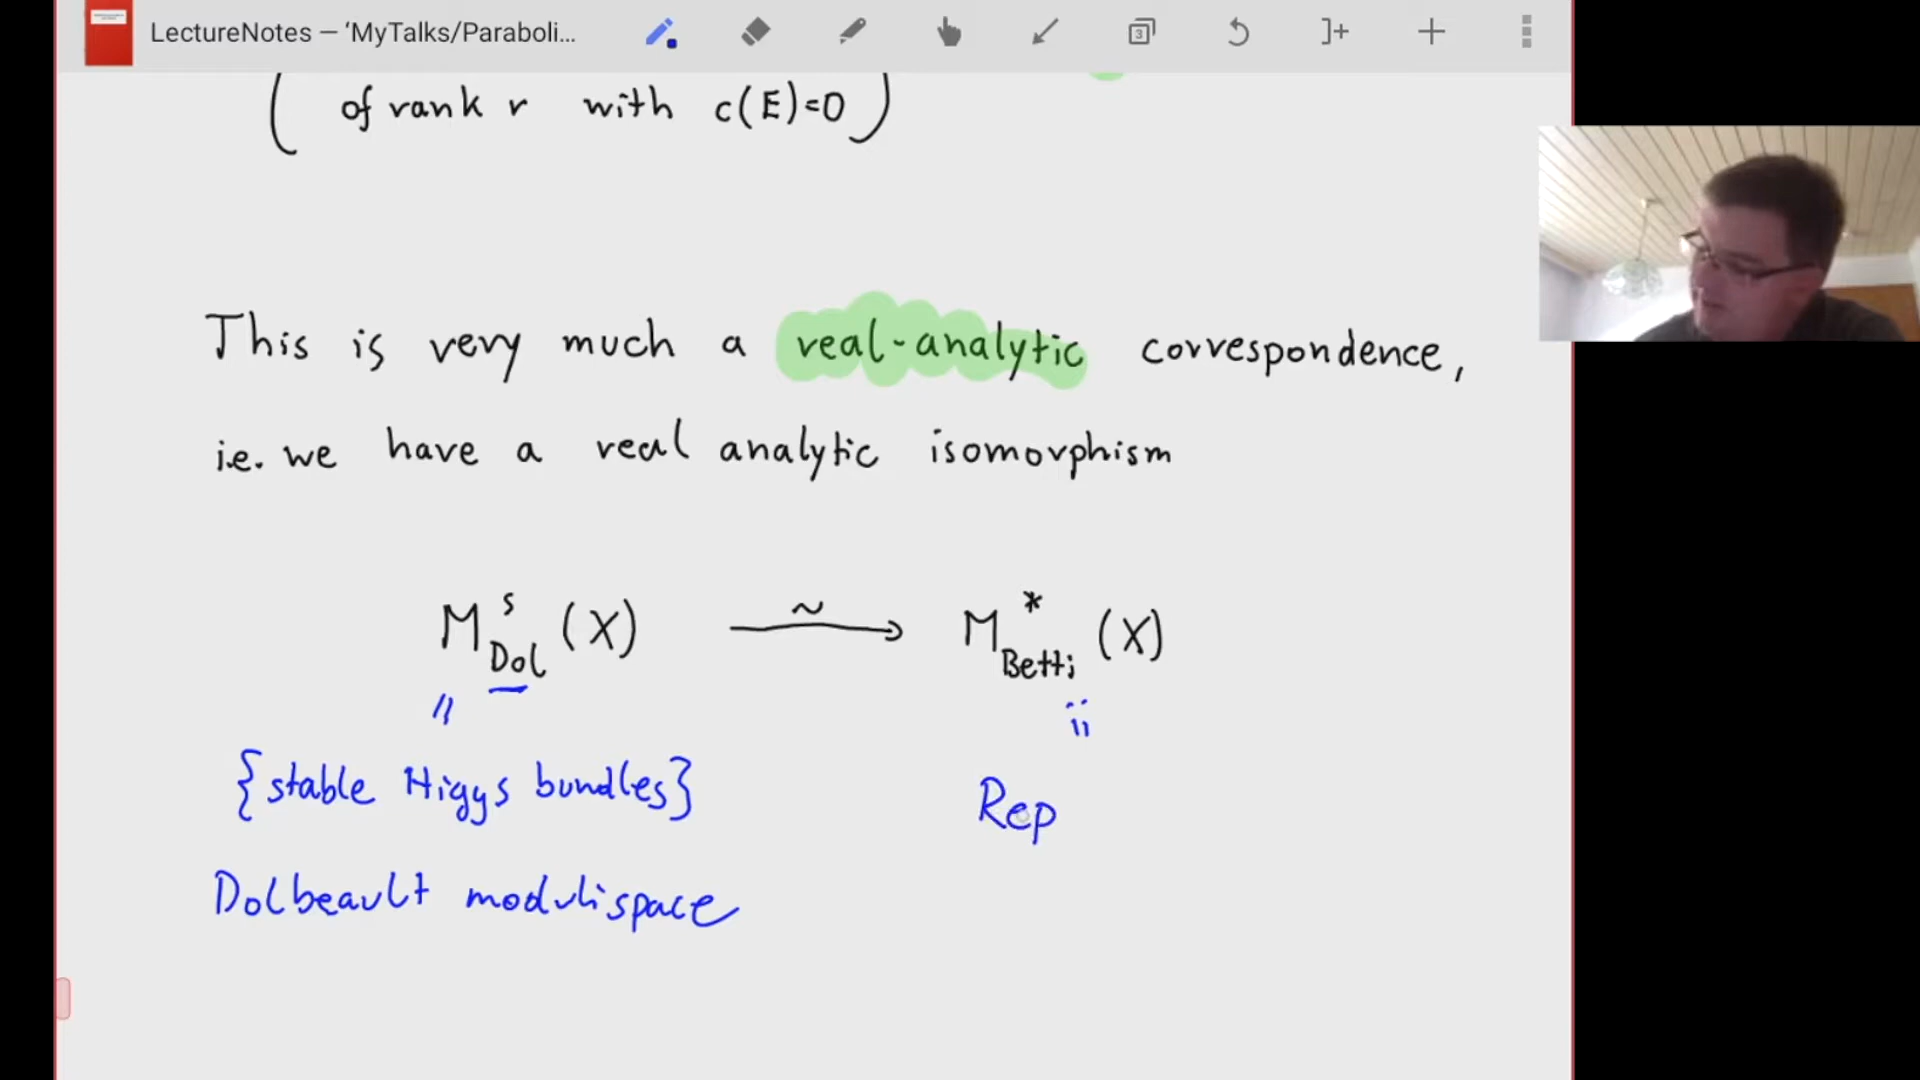 LectureNotes – ‘MyTalks/Paraboli...
of rank r with c(E)=0
This is very much a real-analytic correspondence,
i.e. we have a real analytic isomorphism
M^s_Dol (X) ⟶~ M^*_Betti (X)
{stable Higgs bundles} Rep
Dolbeault modulispace